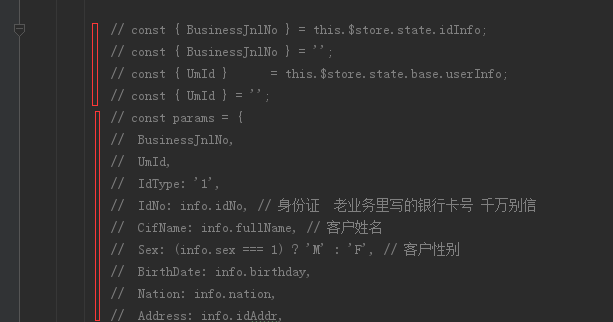 // const { BusinessJnlNo } = this.$store.state.idInfo;
// const { BusinessJnlNo } = '';
// const { UmId }      = this.$store.state.base.userInfo;
// const { UmId } = '';
// const params = {
//  BusinessJnlNo,
//  UmId,
//  IdType: '1',
//  IdNo: info.idNo, // 身份证  老业务里写的银行卡号 千万别信
//  CifName: info.fullName, // 客户姓名
//  Sex: (info.sex === 1) ? 'M' : 'F', // 客户性别
//  BirthDate: info.birthday,
//  Nation: info.nation,
//  Address: info.idAddr,